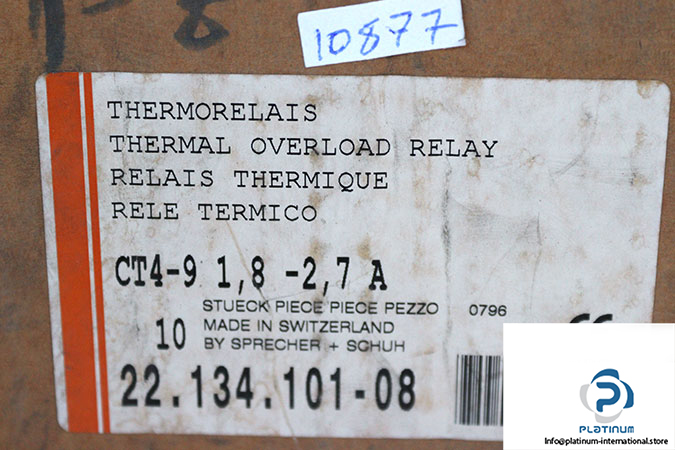 10877
THERMORELAIS
THERMAL OVERLOAD RELAY
RELAIS THERMIQUE
RELE TERMICO
CT4-9 1,8 -2,7 A
STUECK PIECE PIECE PEZZO 0796
10 MADE IN SWITZERLAND
BY SPRECHER + SCHUH
22.134.101-08
PLATINUM
Info@platinum-international.store